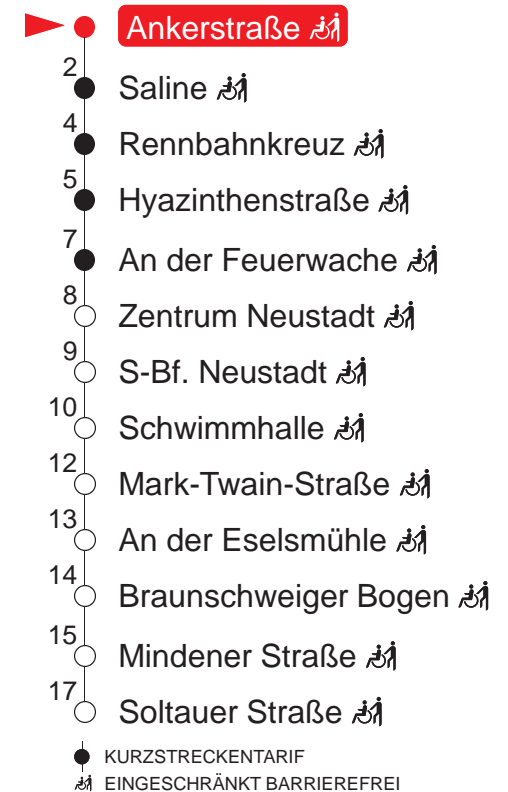 Ankerstraße
2
Saline
4
Rennbahnkreuz
5
Hyazinthenstraße
7
An der Feuerwache
8
Zentrum Neustadt
9
S-Bf. Neustadt
10
Schwimmhalle
12
Mark-Twain-Straße
13
An der Eselsmühle
14
Braunschweiger Bogen
15
Mindener Straße
17
Soltauer Straße
KURZSTRECKENTARIF
EINGESCHRÄNKT BARRIEREFREI